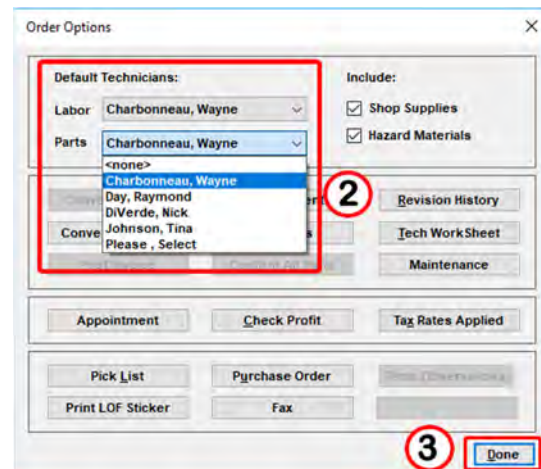 Order Options
Default Technicians:
Include:
Labor Charbonneau, Wayne
Shop Supplies
Parts Charbonneau, Wayne
Hazard Materials
<none>
Charbonneau, Wayne
Day, Raymond
DiVerde, Nick
Johnson, Tina
Please , Select
2
Revision History
Conve
s
Tech WorkSheet
Maintenance
Appointment
Check Profit
Tax Rates Applied
Pick List
Purchase Order
Print LOF Sticker
Fax
3
Done